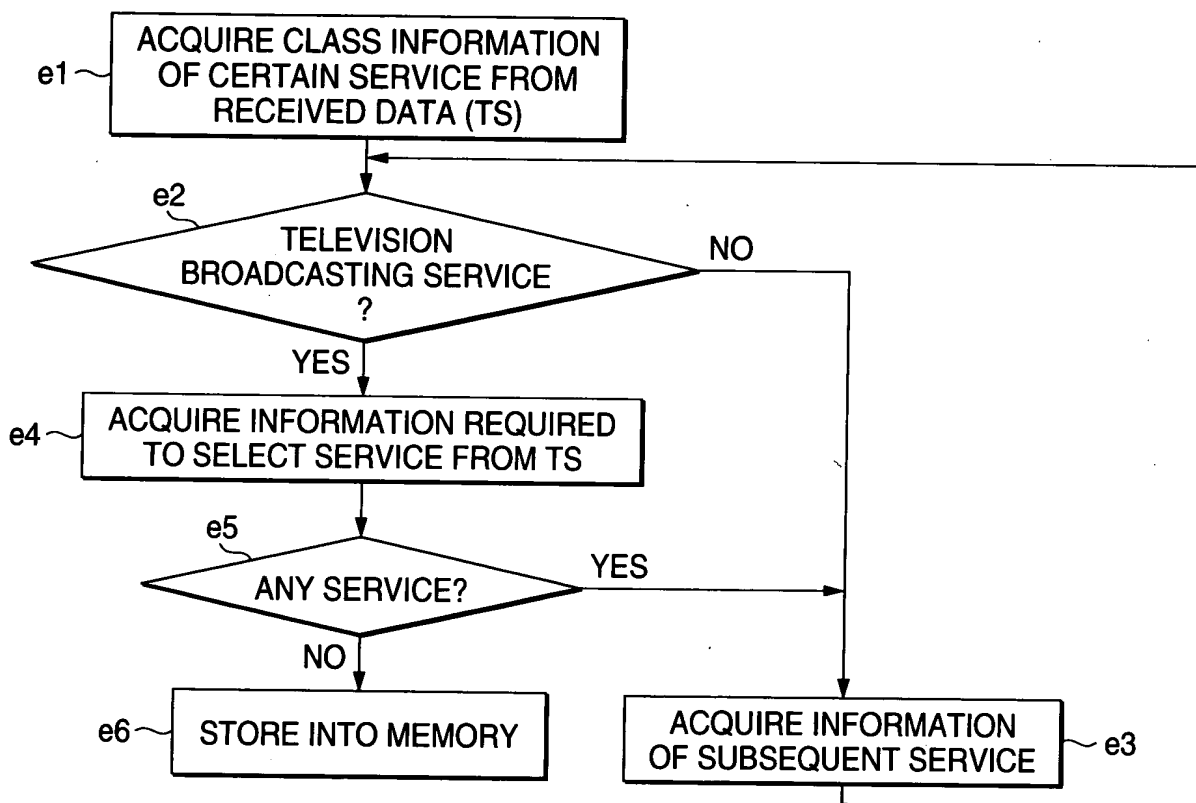 e1
ACQUIRE CLASS INFORMATION
OF CERTAIN SERVICE FROM
RECEIVED DATA (TS)
e2
TELEVISION
BROADCASTING SERVICE
?
NO
YES
e4
ACQUIRE INFORMATION REQUIRED
TO SELECT SERVICE FROM TS
e5
ANY SERVICE?
YES
NO
e6
STORE INTO MEMORY
ACQUIRE INFORMATION
OF SUBSEQUENT SERVICE
e3